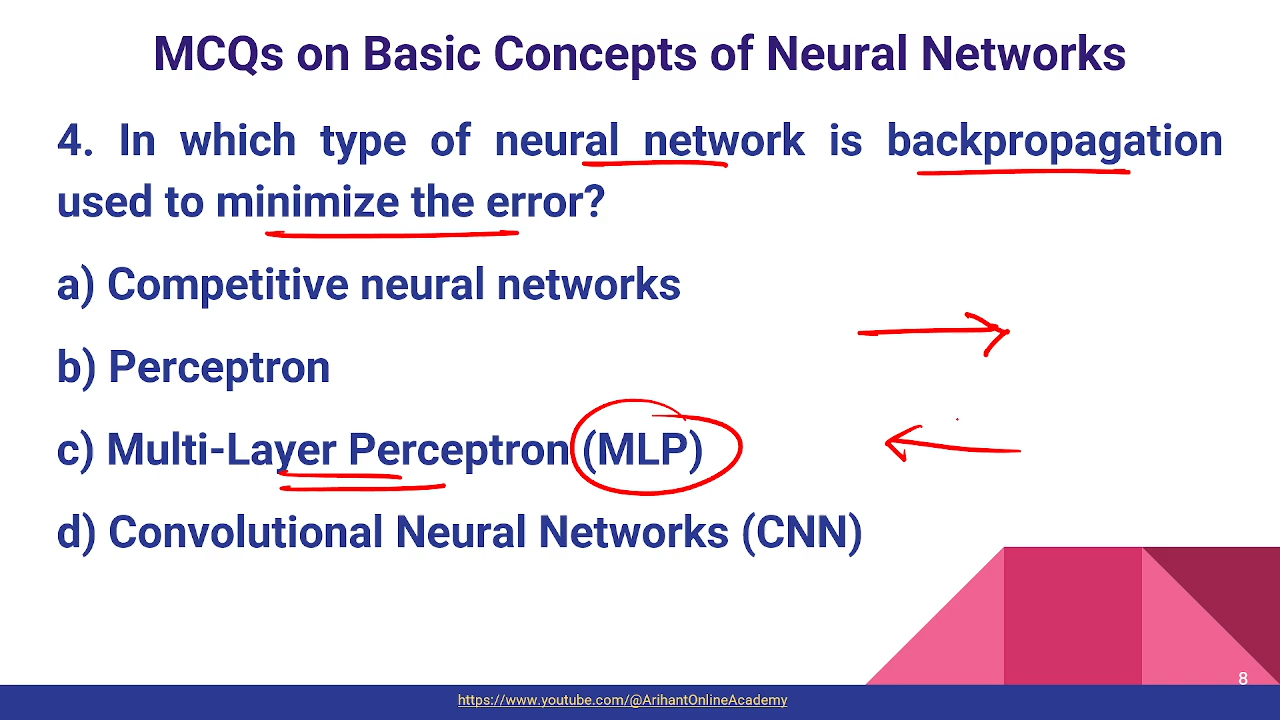 MCQs on Basic Concepts of Neural Networks
4. In which type of neural network is backpropagation
used to minimize the error?
a) Competitive neural networks
b) Perceptron
c) Multi-Layer Perceptron (MLP)
d) Convolutional Neural Networks (CNN)
8
https://www.youtube.com/@ArihantOnlineAcademy